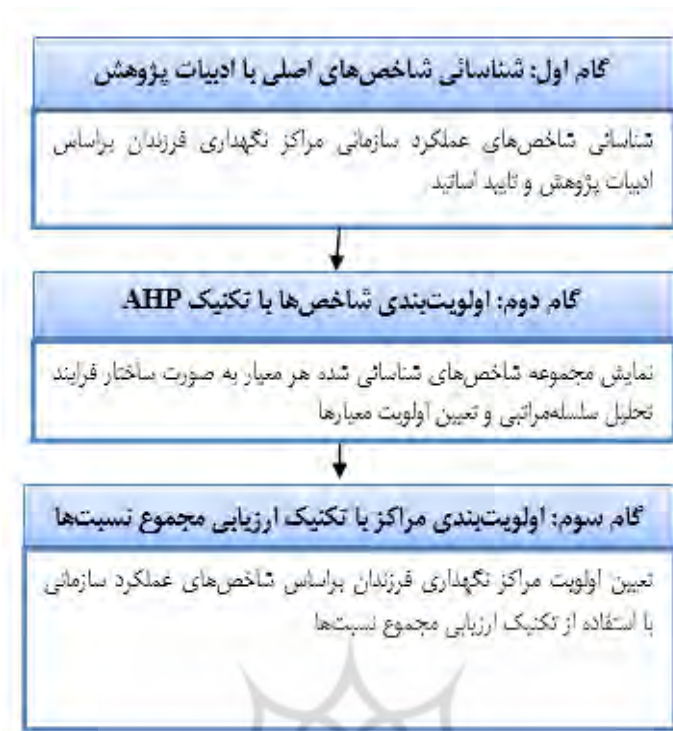 گام اول: شناسائی شاخص‌های اصلی با ادبیات پژوهش
شناسائی شاخص‌های عملکرد سازمانی مراکز نگهداری فرزندان براساس
ادبیات پژوهش و تایید اساتید
گام دوم: اولویت‌بندی شاخص‌ها با تکنیک AHP
نمایش مجموعه شاخص‌های شناسائی شده هر معیار به صورت ساختار فرایند
تحلیل سلسله‌مراتبی و تعیین اولویت معیارها
گام سوم: اولویت‌بندی مراکز با تکنیک ارزیابی مجموع نسبت‌ها
تعیین اولویت مراکز نگهداری فرزندان براساس شاخص‌های عملکرد سازمانی
با استفاده از تکنیک ارزیابی مجموع نسبت‌ها